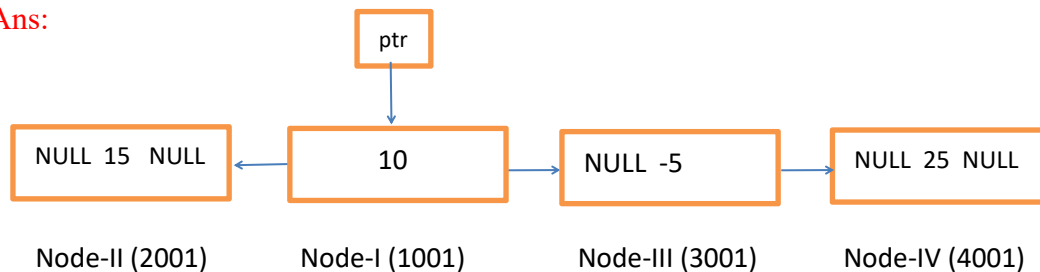 Ans:
ptr
NULL 15 NULL
10
NULL -5
NULL 25 NULL
Node-II (2001)
Node-I (1001)
Node-III (3001)
Node-IV (4001)